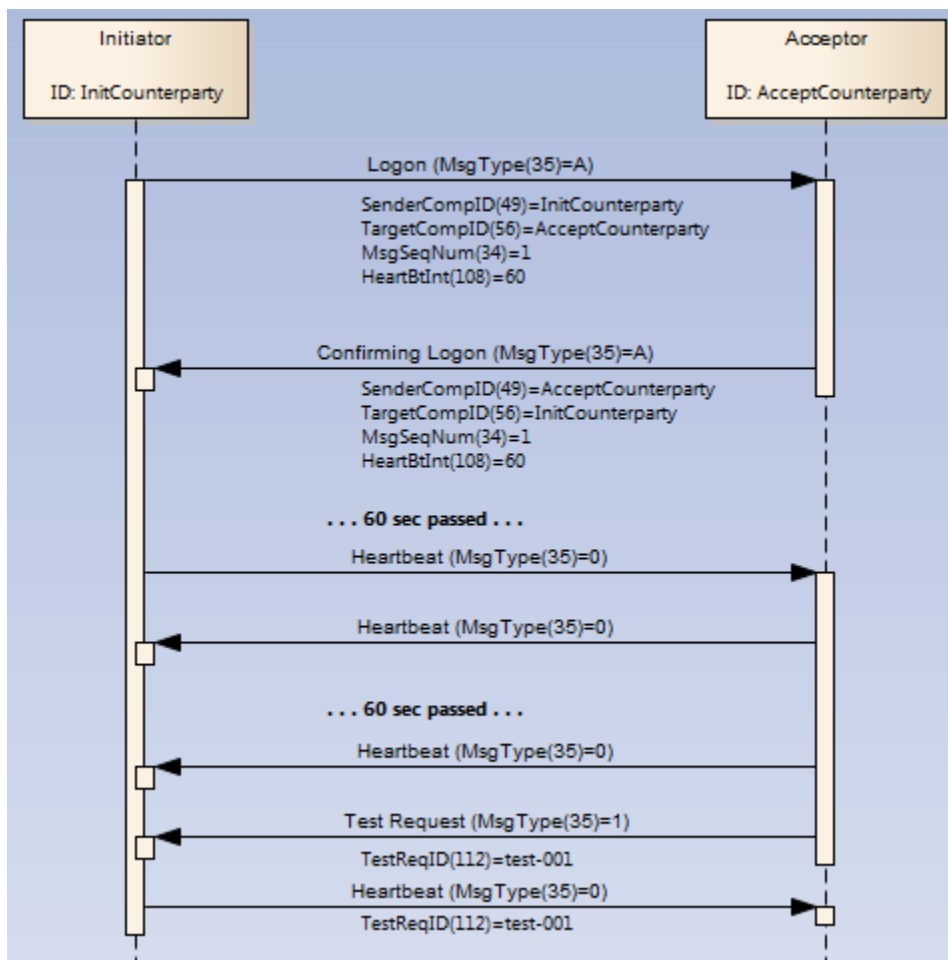 Initiator
ID: InitCounterparty
Acceptor
ID: AcceptCounterparty
Logon (MsgType(35)=A)
SenderCompID(49)=InitCounterparty
TargetCompID(56)=AcceptCounterparty
MsgSeqNum(34)=1
HeartBtInt(108)=60
Confirming Logon (MsgType(35)=A)
SenderCompID(49)=AcceptCounterparty
TargetCompID(56)=InitCounterparty
MsgSeqNum(34)=1
HeartBtInt(108)=60
. . . 60 sec passed . . .
Heartbeat (MsgType(35)=0)
Heartbeat (MsgType(35)=0)
. . . 60 sec passed . . .
Heartbeat (MsgType(35)=0)
Test Request (MsgType(35)=1)
TestReqID(112)=test-001
Heartbeat (MsgType(35)=0)
TestReqID(112)=test-001